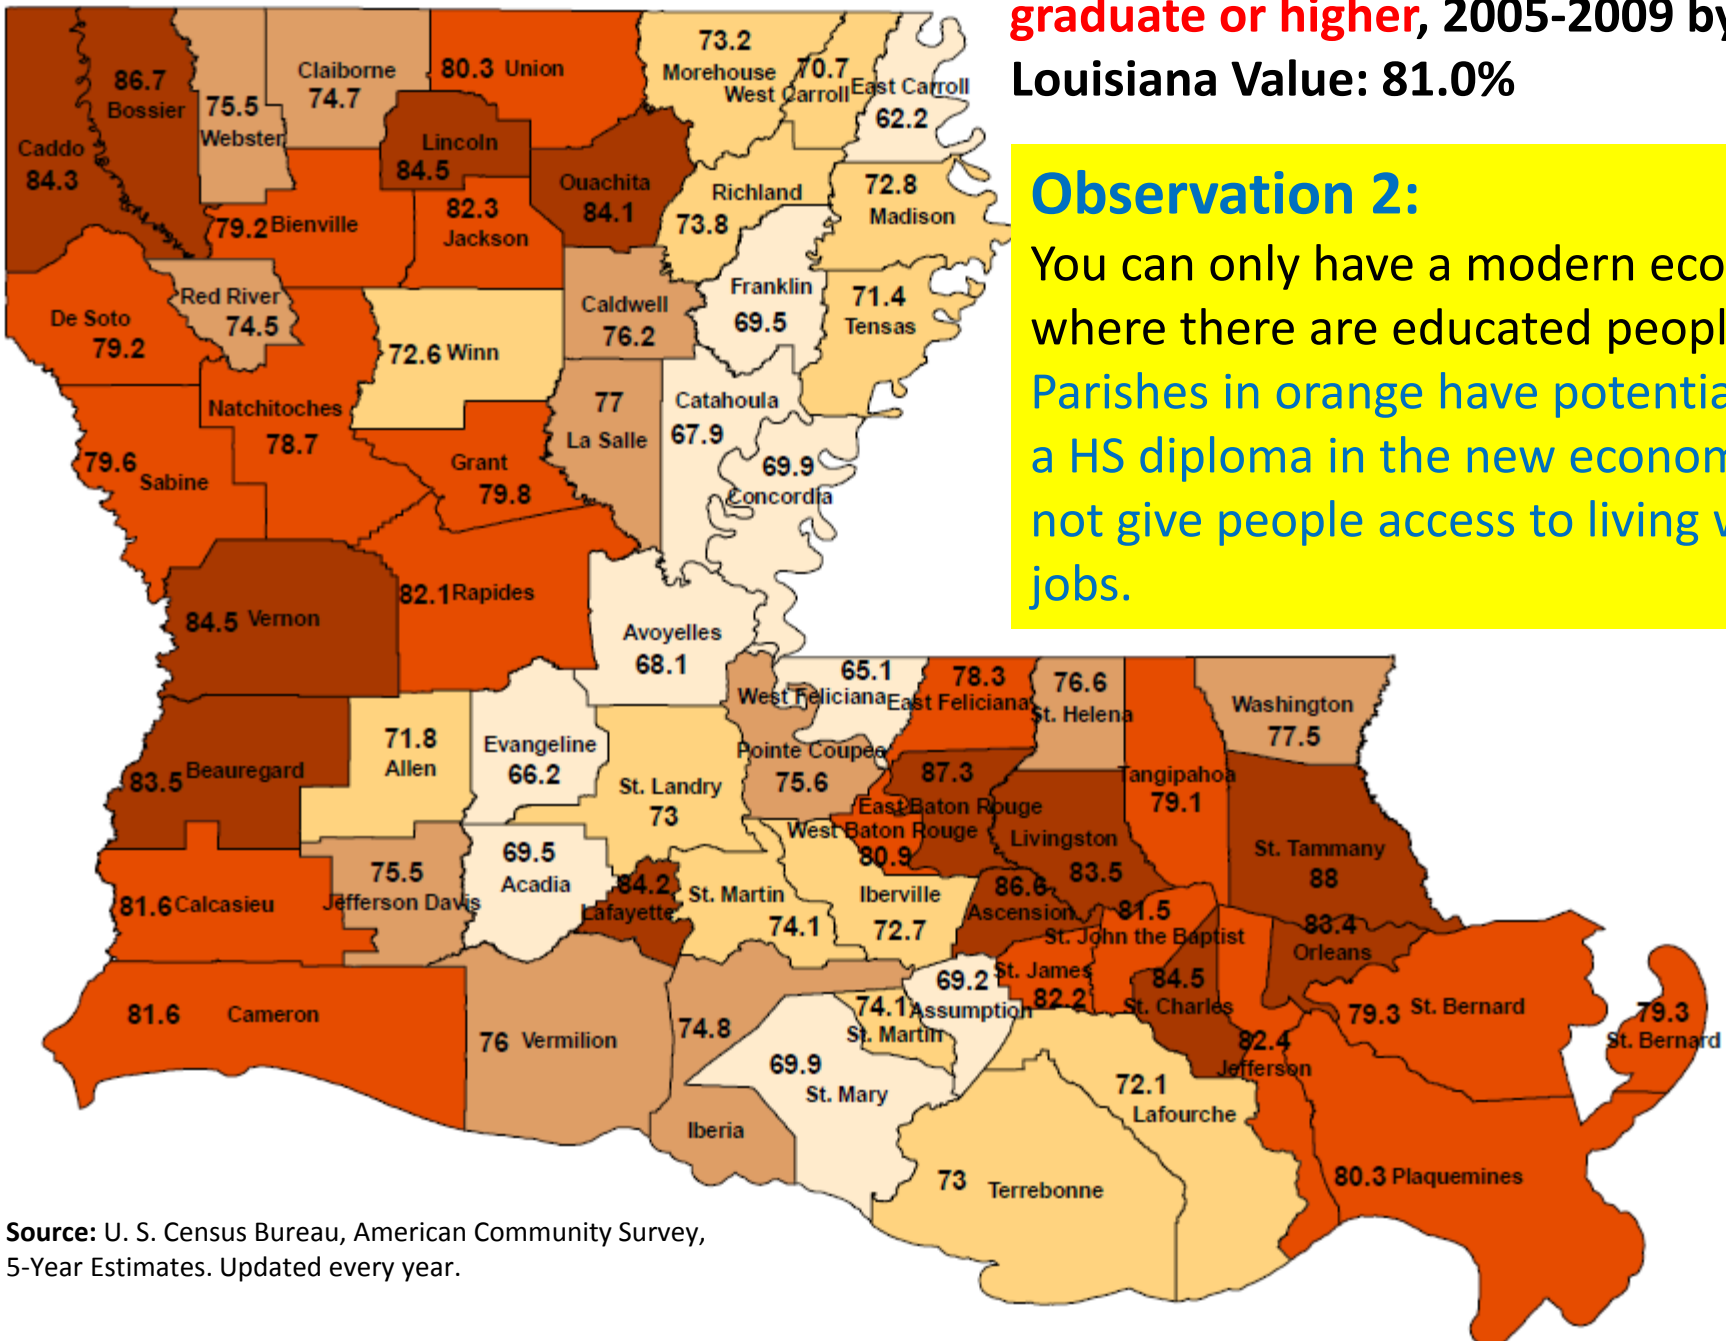 graduate or higher, 2005-2009 by
Louisiana Value: 81.0%
Observation 2:
You can only have a modern eco
where there are educated peopl
Parishes in orange have potentia
a HS diploma in the new econom
not give people access to living w
jobs.
Caddo
84.3
86.7
Bossier
75.5
Webster
Claiborne
74.7
80.3 Union
Lincoln
84.5
73.2
Morehouse
70.7
West Carroll
East Carroll
62.2
Ouachita
84.1
Richland
73.8
72.8
Madison
79.2 Bienville
82.3
Jackson
De Soto
79.2
Red River
74.5
72.6 Winn
Caldwell
76.2
Franklin
69.5
71.4
Tensas
79.6
Sabine
Natchitoches
78.7
Grant
79.8
77
La Salle
Catahoula
67.9
69.9
Concordia
84.5 Vernon
82.1 Rapides
Avoyelles
68.1
83.5 Beauregard
71.8
Allen
Evangeline
66.2
St. Landry
73
65.1
West Feliciana
Pointe Coupee
75.6
78.3
East Feliciana
76.6
St. Helena
Tangipahoa
79.1
Washington
77.5
87.3
East Baton Rouge
West Baton Rouge
80.9
Livingston
83.5
St. Tammany
88
81.6 Calcasieu
75.5
Jefferson Davis
69.5
Acadia
84.2
Lafayette
St. Martin
74.1
Iberville
72.7
86.6
Ascension
81.5
St. John the Baptist
83.4
Orleans
81.6 Cameron
76 Vermilion
74.8
Iberia
69.9
St. Mary
74.1
St. Martin
69.2
Assumption
St. James
82.2
84.5
St. Charles
82.4
Jefferson
79.3 St. Bernard
79.3
St. Bernard
73 Terrebonne
72.1
Lafourche
80.3 Plaquemines
Source: U. S. Census Bureau, American Community Survey,
5-Year Estimates. Updated every year.